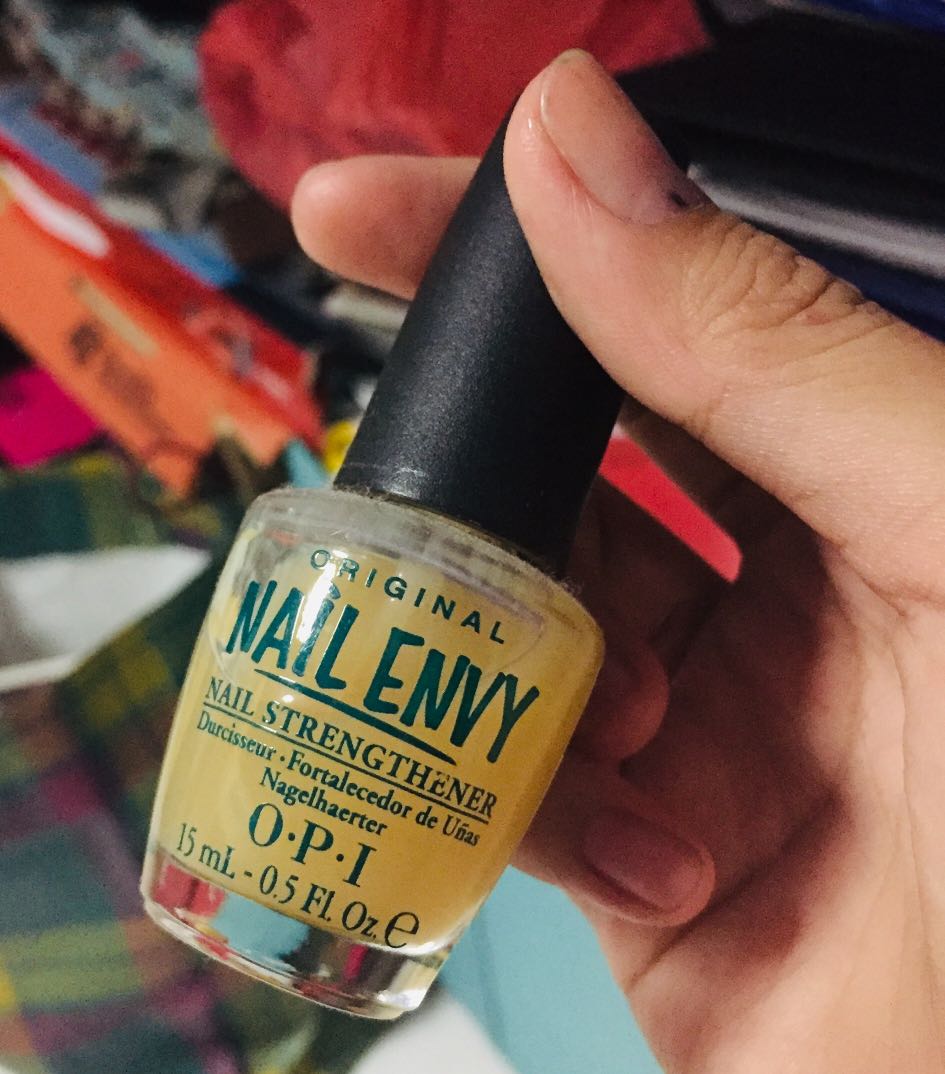 ORIGINAL
NAIL ENVY
NAIL STRENGTHENER
Durcisseur · Fortalecedor de Uñas
Nagelhaerter
O·P·I
15 mL - 0.5 Fl. Oz. e